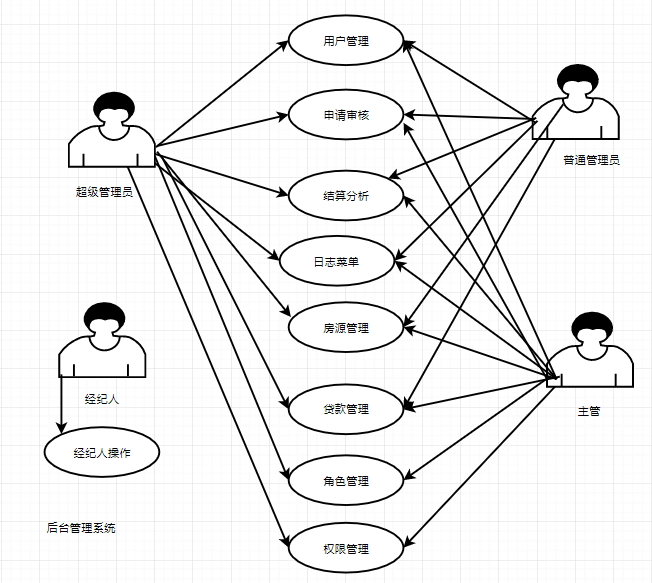 用户管理
申请审核
普通管理员
超级管理员
结算分析
日志菜单
房源管理
经纪人
贷款管理
主管
经纪人操作
角色管理
后台管理系统
权限管理